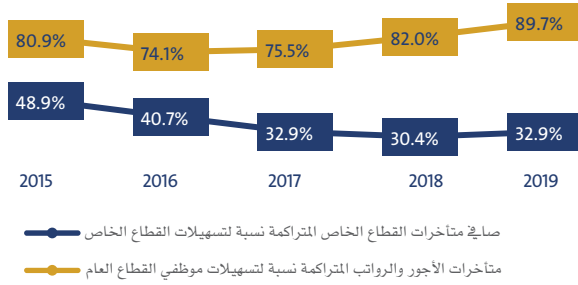 80.9% 74.1% 75.5% 82.0% 89.7%
48.9% 40.7% 32.9% 30.4% 32.9%
2015 2016 2017 2018 2019
صافي متأخرات القطاع الخاص المتراكمة نسبة لتسهيلات القطاع الخاص
متأخرات الأجور والرواتب المتراكمة نسبة لتسهيلات موظفي القطاع العام